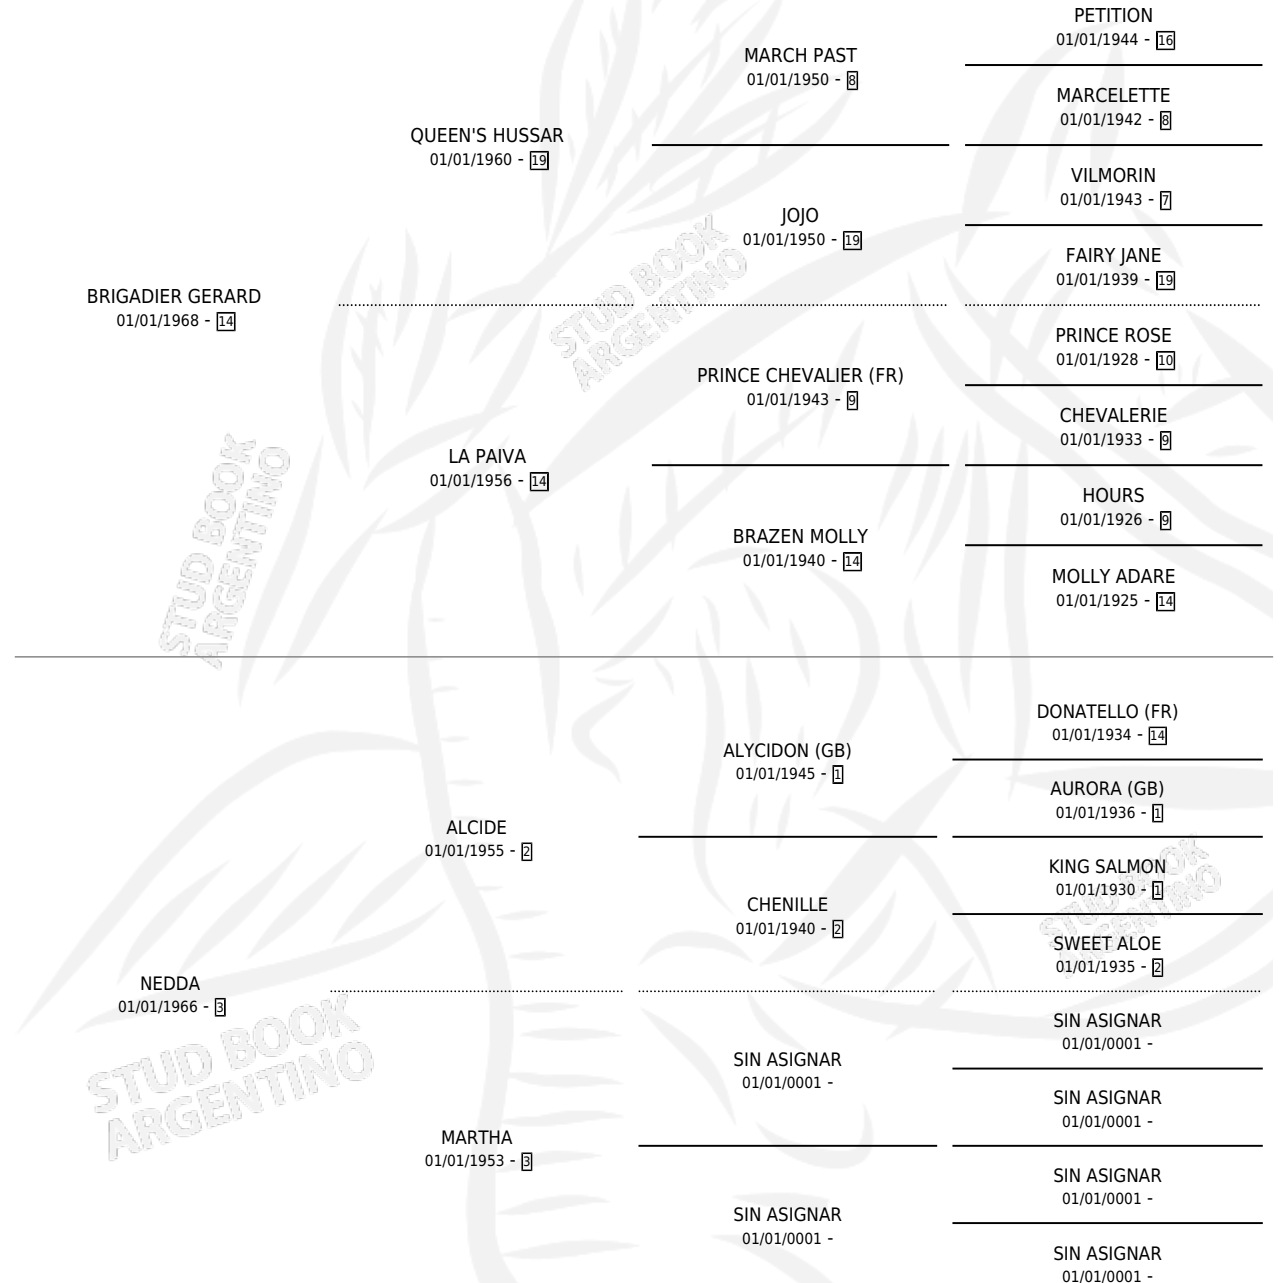 PETITION
01/01/1944 - 16
MARCH PAST
01/01/1950 - 8
MARCELETTE
01/01/1942 - 8
QUEEN'S HUSSAR
01/01/1960 - 19
VILMORIN
01/01/1943 - 7
JOJO
01/01/1950 - 19
FAIRY JANE
01/01/1939 - 19
BRIGADIER GERARD
01/01/1968 - 14
PRINCE ROSE
01/01/1928 - 10
PRINCE CHEVALIER (FR)
01/01/1943 - 9
CHEVALERIE
01/01/1933 - 9
LA PAIVA
01/01/1956 - 14
HOURS
01/01/1926 - 9
BRAZEN MOLLY
01/01/1940 - 14
MOLLY ADARE
01/01/1925 - 14
DONATELLO (FR)
01/01/1934 - 14
ALYCIDON (GB)
01/01/1945 - 1
AURORA (GB)
01/01/1936 - 1
ALCIDE
01/01/1955 - 2
KING SALMON
01/01/1930 - 1
CHENILLE
01/01/1940 - 2
SWEET ALOE
01/01/1935 - 2
NEDDA
01/01/1966 - 3
SIN ASIGNAR
01/01/0001 -
SIN ASIGNAR
01/01/0001 -
SIN ASIGNAR
01/01/0001 -
MARTHA
01/01/1953 - 3
SIN ASIGNAR
01/01/0001 -
SIN ASIGNAR
01/01/0001 -
SIN ASIGNAR
01/01/0001 -
STUD BOOK
ARGENTINO
STUD BOOK
ARGENTINO
STUD BOOK
ARGENTINO
STUD BOOK
ARGENTINO